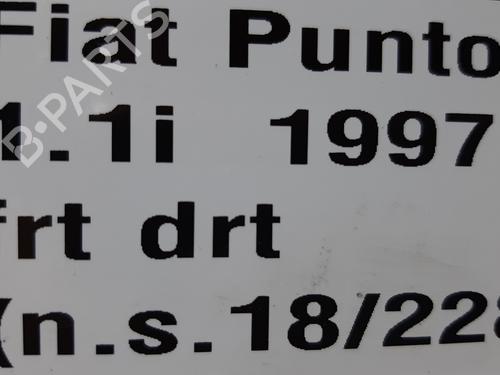 Fiat Punto
1.1i 1997
frt drt
(n.s.18/228
B-PARTS